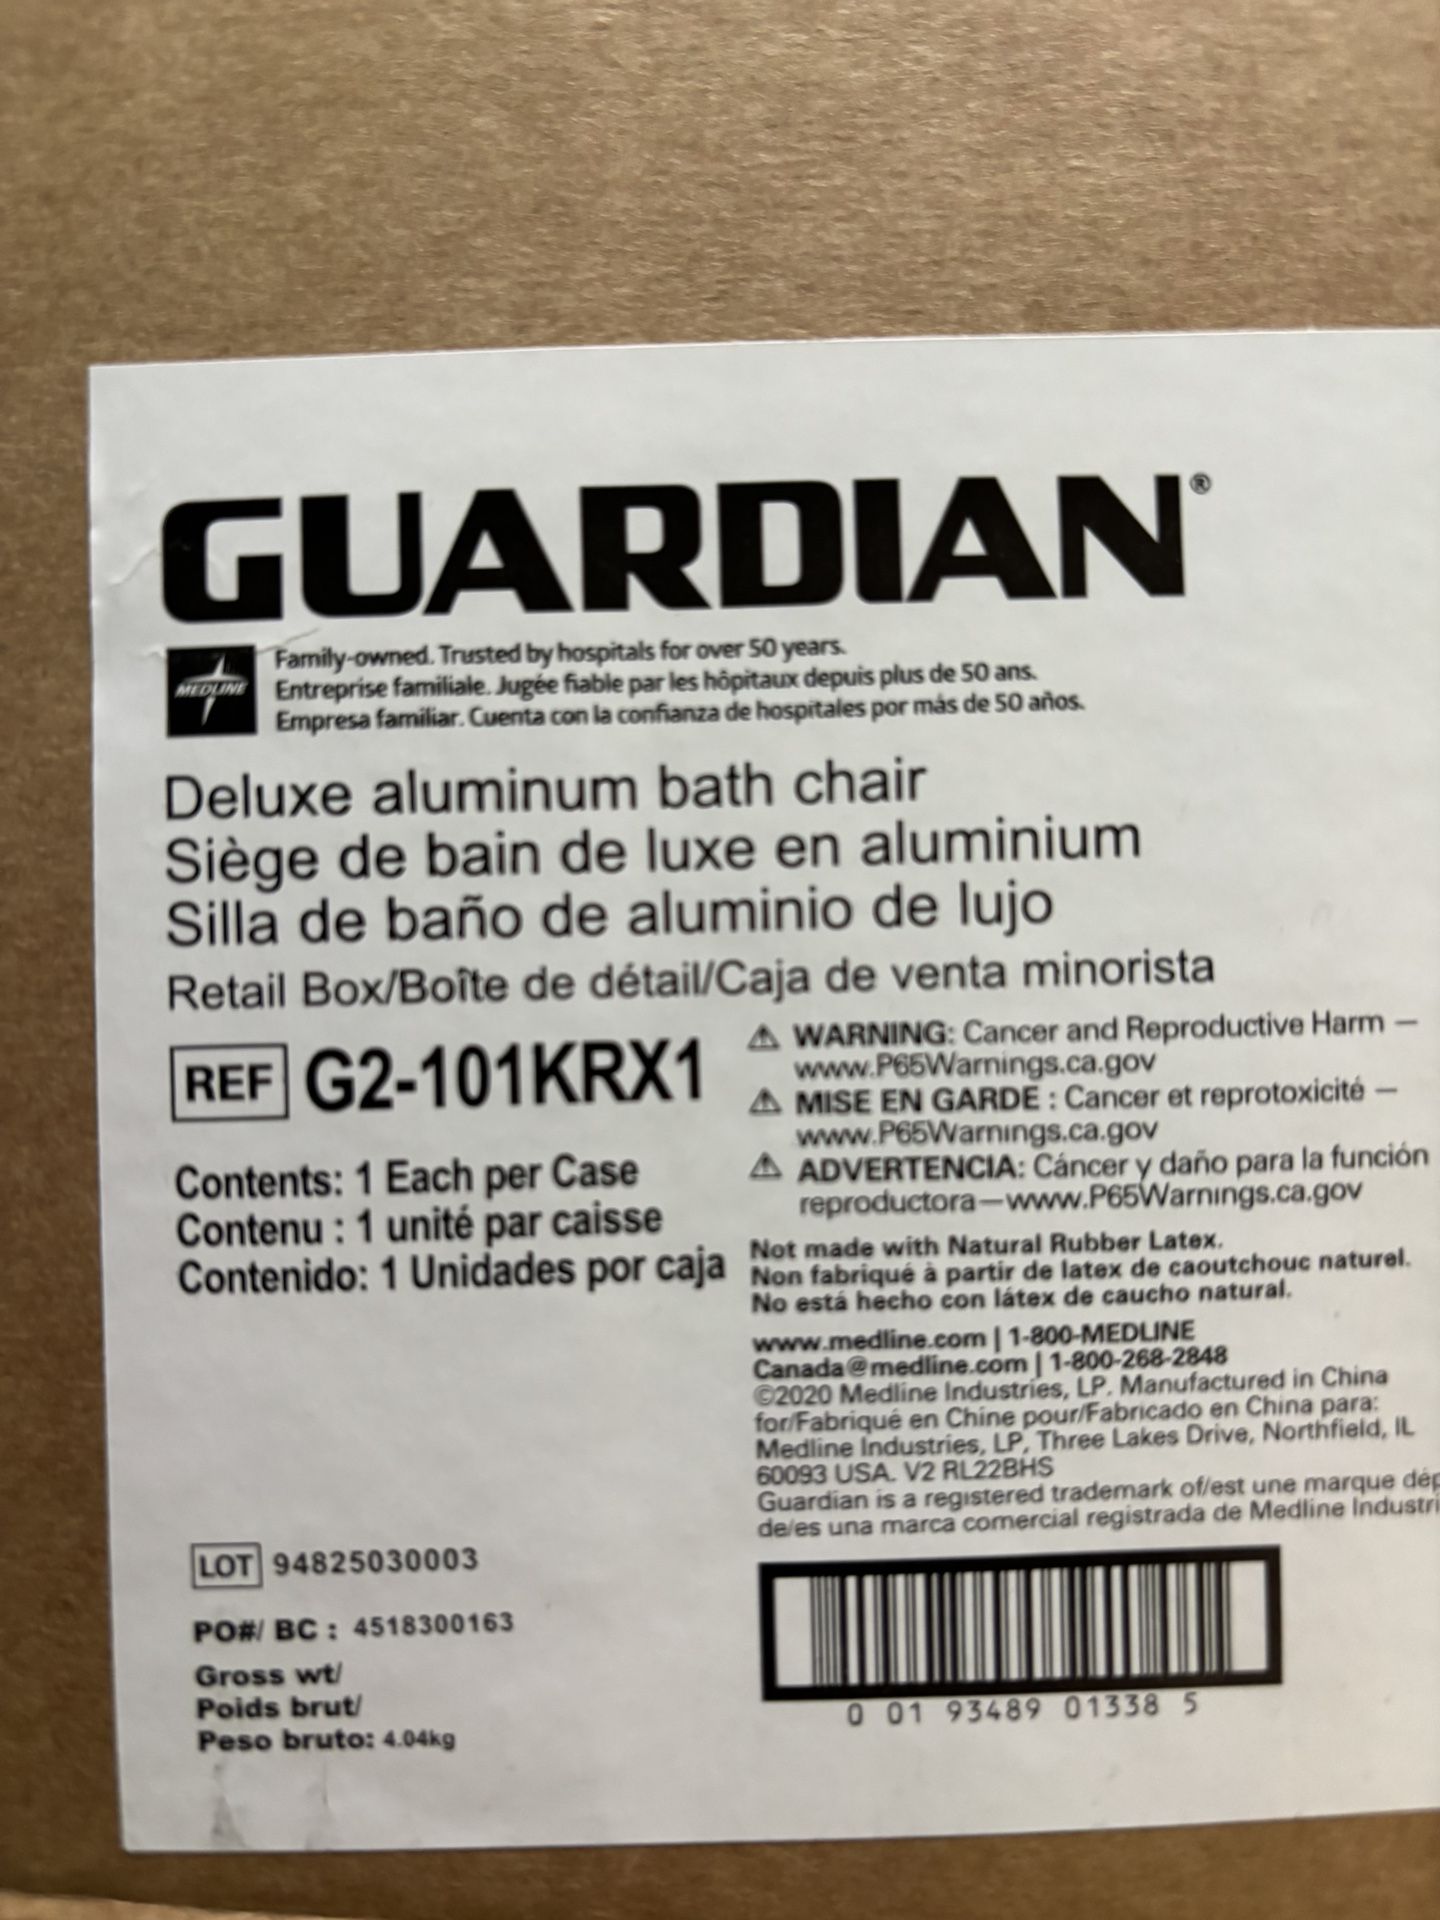 GUARDIAN®
MEDLINE
Family-owned. Trusted by hospitals for over 50 years.
Entreprise familiale. Jugée fiable par les hôpitaux depuis plus de 50 ans.
Empresa familiar. Cuenta con la confianza de hospitales por más de 50 años.
Deluxe aluminum bath chair
Siège de bain de luxe en aluminium
Silla de baño de aluminio de lujo
Retail Box/Boîte de détail/Caja de venta minorista
REF G2-101KRX1
Contents: 1 Each per Case
Contenu : 1 unité par caisse
Contenido: 1 Unidades por caja
⚠ WARNING: Cancer and Reproductive Harm —
www.P65Warnings.ca.gov
⚠ MISE EN GARDE : Cancer et reprotoxicité —
www.P65Warnings.ca.gov
⚠ ADVERTENCIA: Cáncer y daño para la función
reproductora—www.P65Warnings.ca.gov
Not made with Natural Rubber Latex.
Non fabriqué à partir de latex de caoutchouc naturel.
No está hecho con látex de caucho natural.
www.medline.com | 1-800-MEDLINE
Canada@medline.com | 1-800-268-2848
©2020 Medline Industries, LP. Manufactured in China
for/Fabriqué en Chine pour/Fabricado en China para:
Medline Industries, LP, Three Lakes Drive, Northfield, IL
60093 USA. V2 RL22BHS
Guardian is a registered trademark of/est une marque dép
de/es una marca comercial registrada de Medline Industri
LOT 94825030003
PO#/ BC : 4518300163
Gross wt/
Poids brut/
Peso bruto: 4.04kg
0 01 93489 01338 5